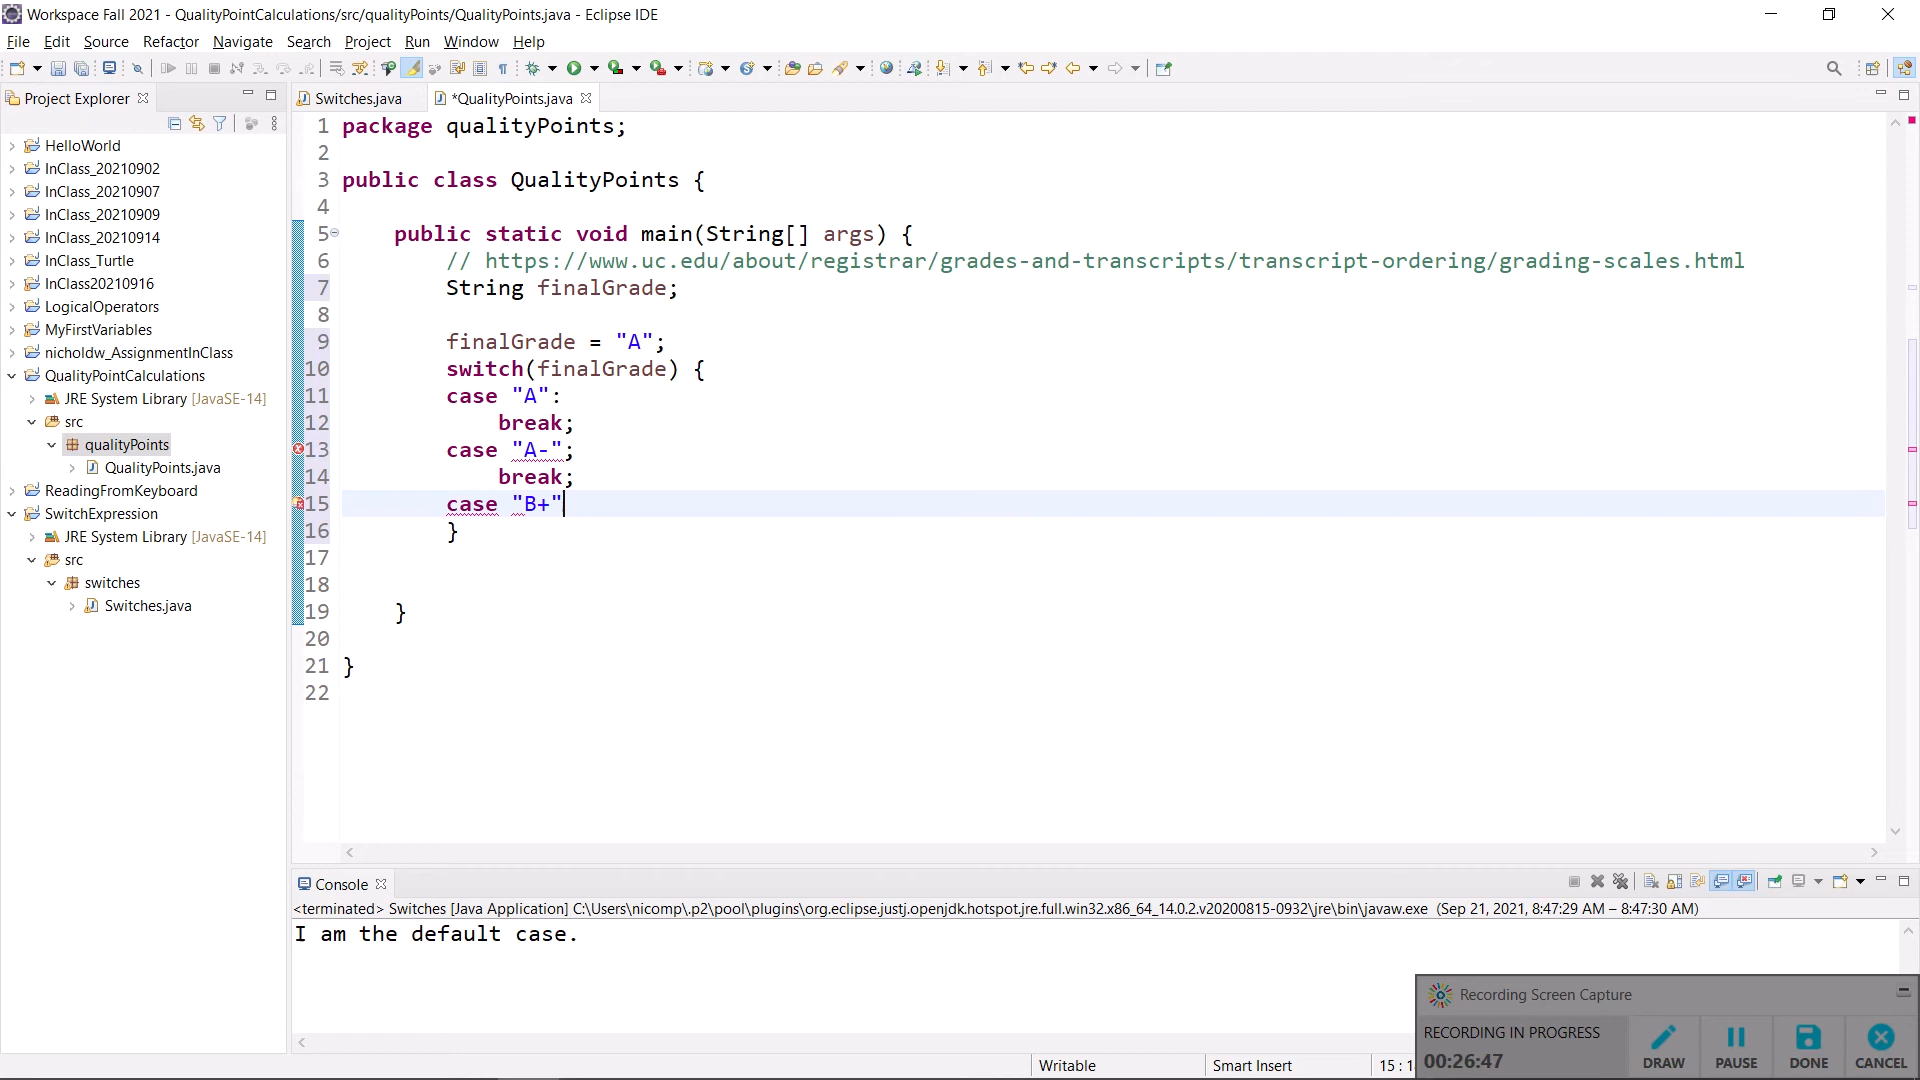 Workspace Fall 2021 - QualityPointCalculations/src/qualityPoints/QualityPoints.java - Eclipse IDE
File Edit Source Refactor Navigate Search Project Run Window Help
Project Explorer
Switches.java
*QualityPoints.java
HelloWorld
InClass_20210902
InClass_20210907
InClass_20210909
InClass_20210914
InClass_Turtle
InClass20210916
LogicalOperators
MyFirstVariables
nicholdw_AssignmentInClass
QualityPointCalculations
JRE System Library [JavaSE-14]
src
qualityPoints
QualityPoints.java
ReadingFromKeyboard
SwitchExpression
JRE System Library [JavaSE-14]
src
switches
Switches.java
1 package qualityPoints;
2
3 public class QualityPoints {
4
5 public static void main(String[] args) {
6 // https://www.uc.edu/about/registrar/grades-and-transcripts/transcript-ordering/grading-scales.html
7 String finalGrade;
8
9 finalGrade = "A";
10 switch(finalGrade) {
11 case "A":
12 break;
13 case "A-";
14 break;
15 case "B+"
16 }
17
18
19 }
20
21 }
22
Console
<terminated> Switches [Java Application] C:\Users\nicomp\.p2\pool\plugins\org.eclipse.justj.openjdk.hotspot.jre.full.win32.x86_64_14.0.2.v20200815-0932\jre\bin\javaw.exe (Sep 21, 2021, 8:47:29 AM – 8:47:30 AM)
I am the default case.
Writable
Smart Insert
15 : 1
Recording Screen Capture
RECORDING IN PROGRESS
00:26:47
DRAW
PAUSE
DONE
CANCEL